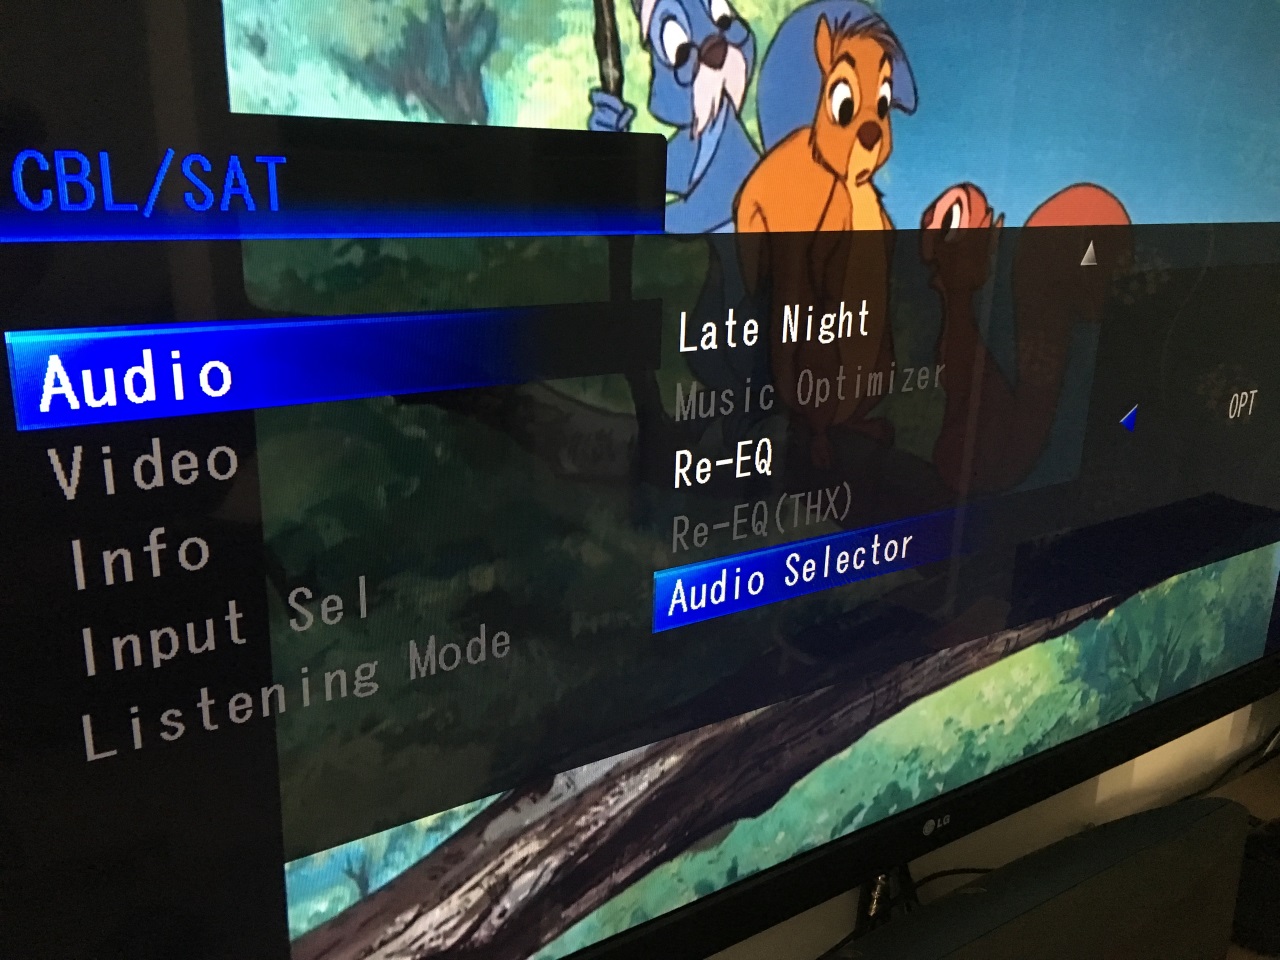 CBL/SAT
Audio
Video
Info
Input Sel
Listening Mode
Late Night
Music Optimizer
Re-EQ
Re-EQ(THX)
Audio Selector
OPT
LG